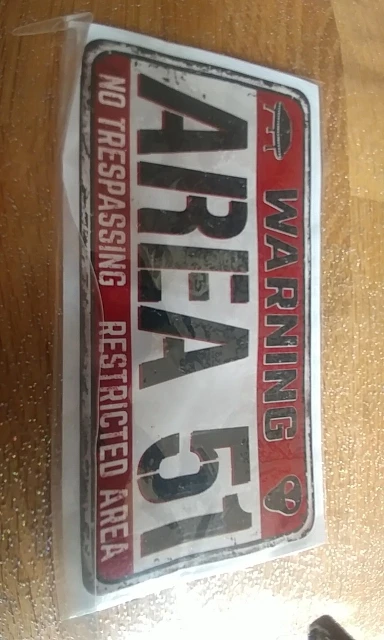 WARNING
AREA 51
NO TRESPASSING RESTRICTED AREA